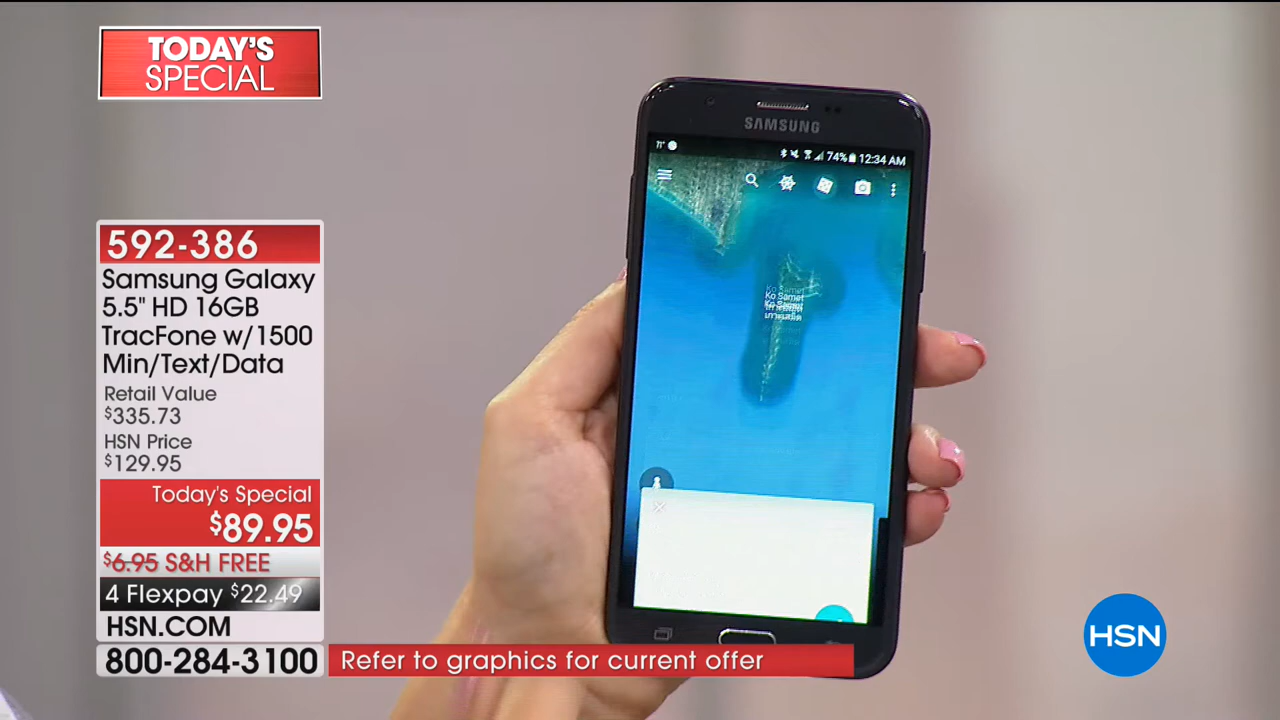 TODAY'S
SPECIAL
592-386
Samsung Galaxy
5.5" HD 16GB
TracFone w/1500
Min/Text/Data
Retail Value
$335.73
HSN Price
$129.95
Today's Special
$89.95
$6.95 S&H FREE
4 Flexpay $22.49
HSN.COM
800-284-3100
Refer to graphics for current offer
SAMSUNG
71°
74% 12:34 AM
Ko Samet
HSN